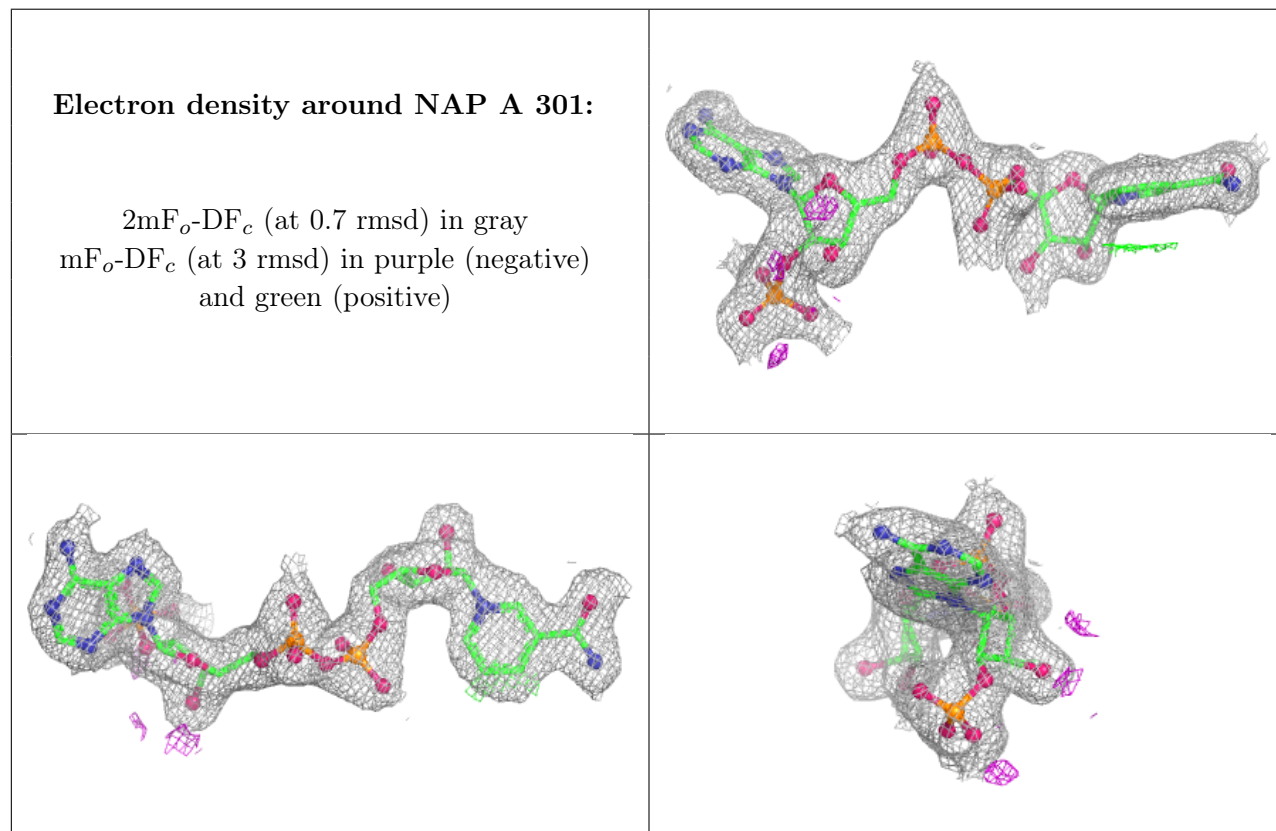 Electron density around NAP A 301:
2mFo-DFc (at 0.7 rmsd) in gray
mFo-DFc (at 3 rmsd) in purple (negative)
and green (positive)